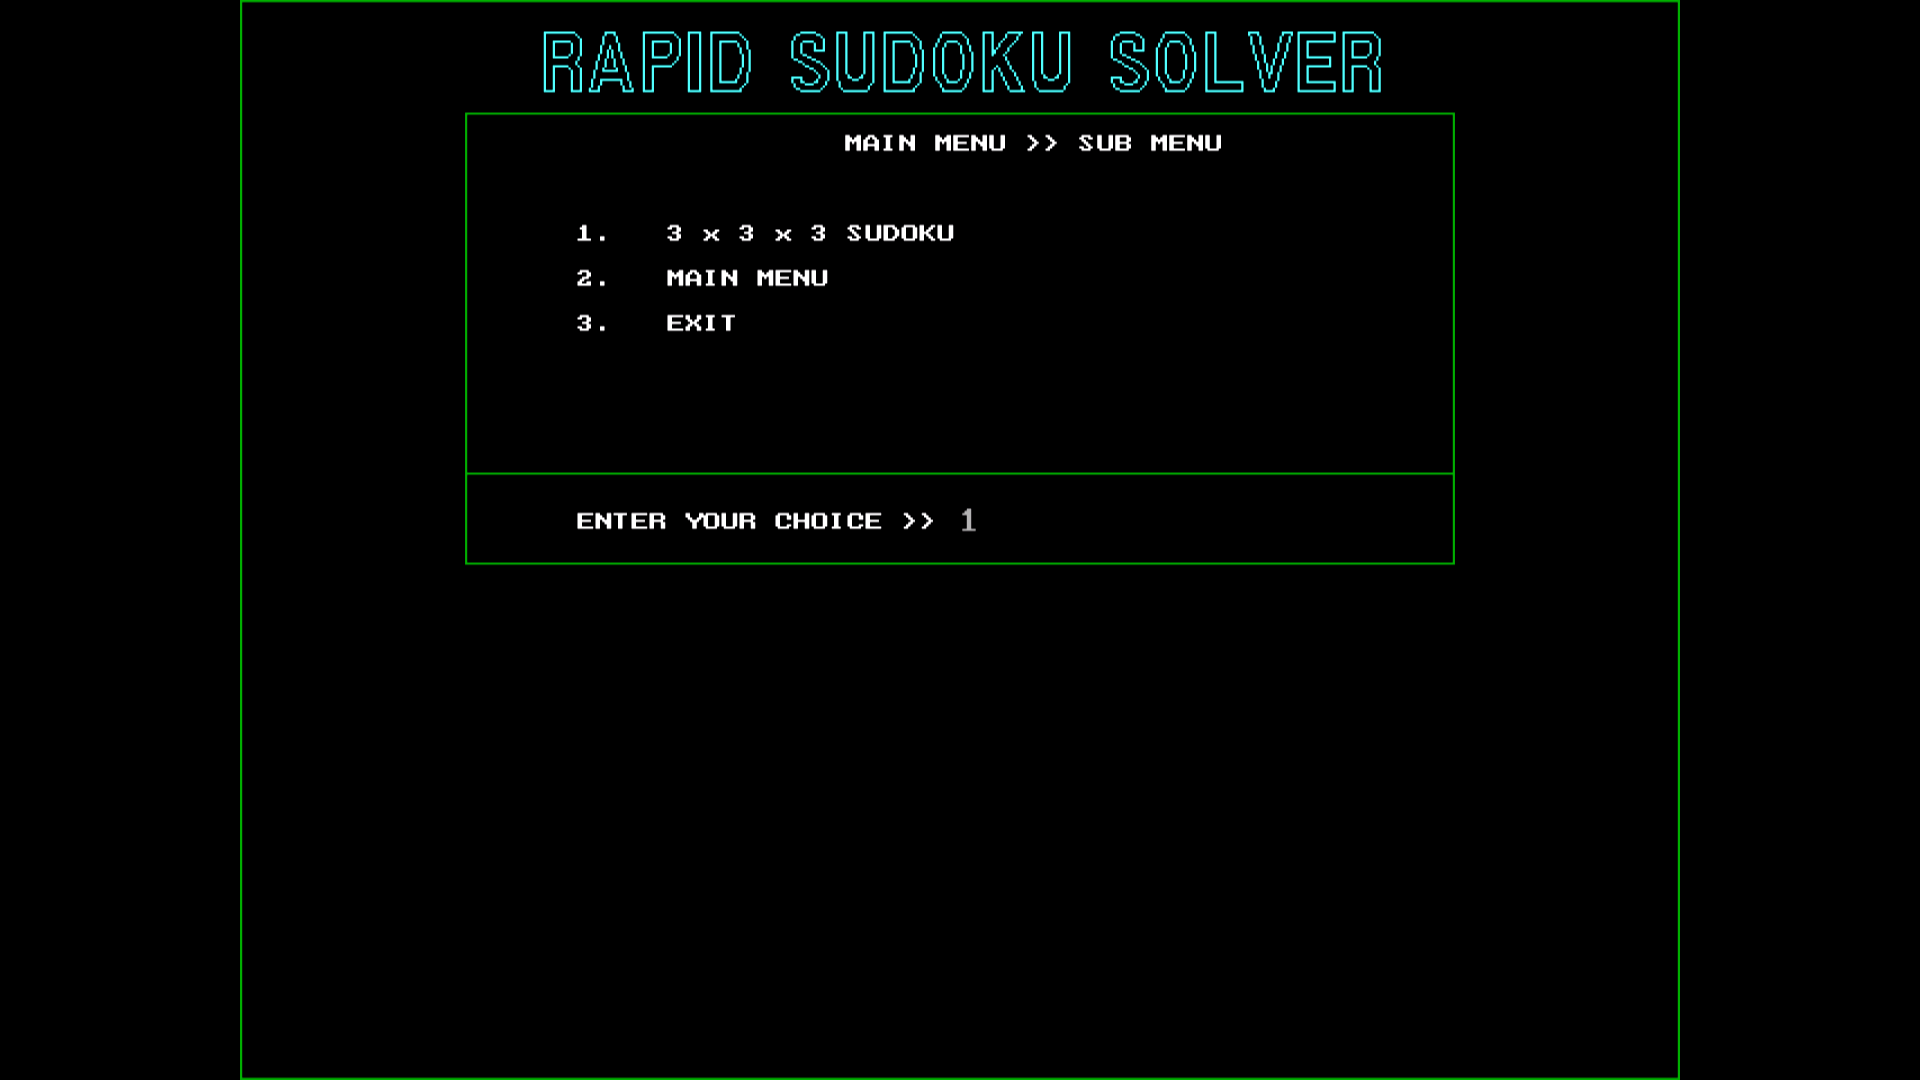 RAPID SUDOKU SOLVER
MAIN MENU >> SUB MENU
1. 3 x 3 x 3 SUDOKU
2. MAIN MENU
3. EXIT
ENTER YOUR CHOICE >> 1